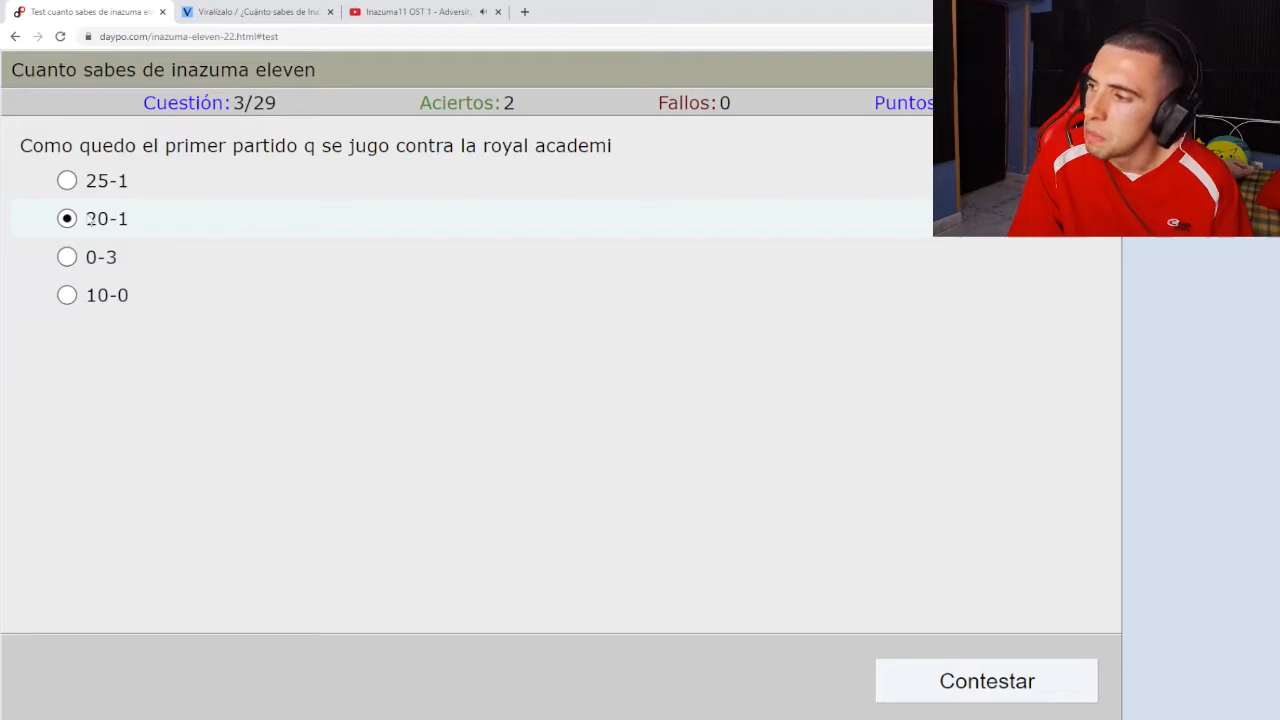 Test cuanto sabes de inazuma ele
Viralízalo / ¿Cuánto sabes de Ina
Inazuma11 OST 1 - Adversit
daypo.com/inazuma-eleven-22.html#test
Cuanto sabes de inazuma eleven
Cuestión: 3/29
Aciertos: 2
Fallos: 0
Puntos
Como quedo el primer partido q se jugo contra la royal academi
25-1
20-1
0-3
10-0
Contestar